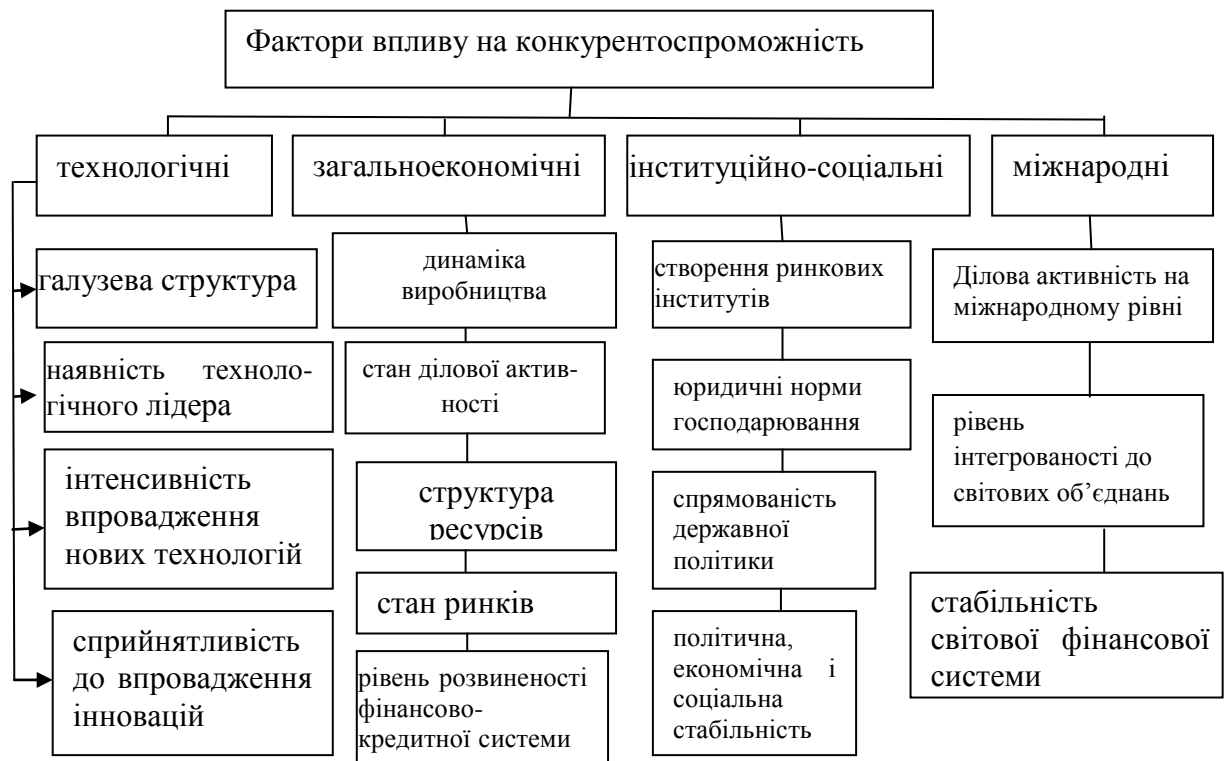 Фактори впливу на конкурентоспроможність
технологічні
загальноекономічні
інституційно-соціальні
міжнародні
галузева структура
наявність техноло-
гічного лідера
інтенсивність
впровадження
нових технологій
сприйнятливість
до впровадження
інновацій
динаміка
виробництва
стан ділової актив-
ності
структура
ресурсів
стан ринків
рівень розвиненості
фінансово-
кредитної системи
створення ринкових
інститутів
юридичні норми
господарювання
спрямованість
державної
політики
політична,
економічна і
соціальна
стабільність
Ділова активність на
міжнародному рівні
рівень
інтегрованості до
світових об’єднань
стабільність
світової фінансової
системи